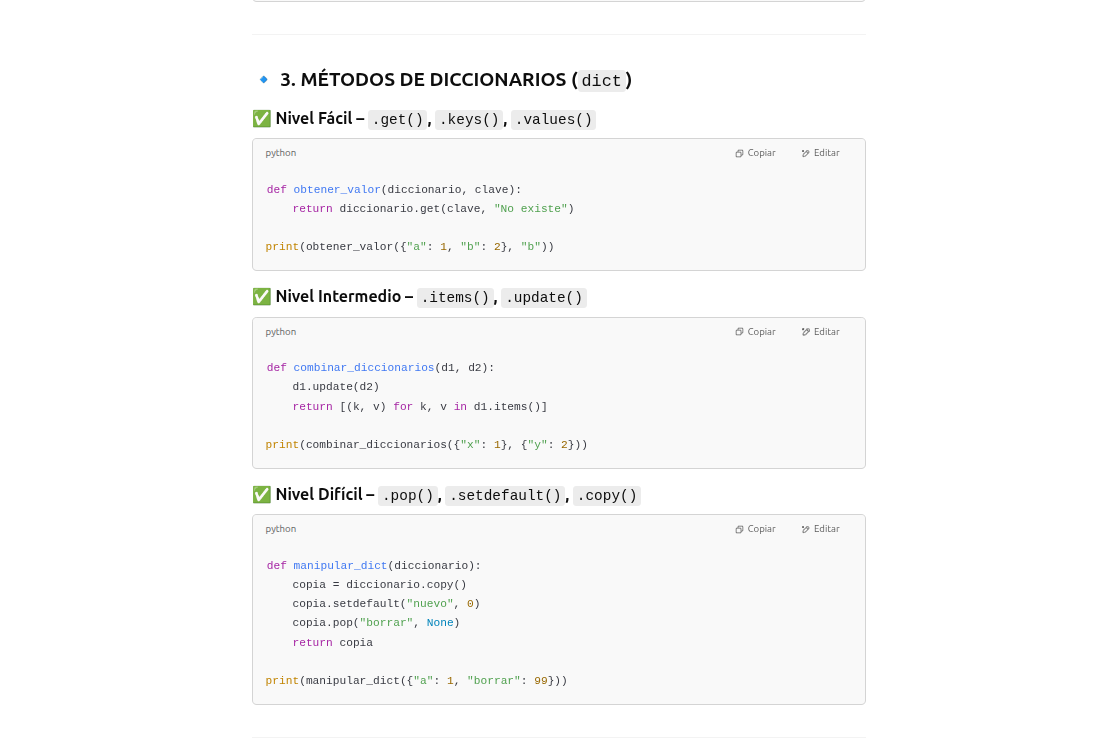 🔹 3. MÉTODOS DE DICCIONARIOS (dict)
✅ Nivel Fácil – .get(), .keys(), .values()
python Copiar Editar
def obtener_valor(diccionario, clave):
    return diccionario.get(clave, "No existe")
print(obtener_valor({"a": 1, "b": 2}, "b"))
✅ Nivel Intermedio – .items(), .update()
python Copiar Editar
def combinar_diccionarios(d1, d2):
    d1.update(d2)
    return [(k, v) for k, v in d1.items()]
print(combinar_diccionarios({"x": 1}, {"y": 2}))
✅ Nivel Difícil – .pop(), .setdefault(), .copy()
python Copiar Editar
def manipular_dict(diccionario):
    copia = diccionario.copy()
    copia.setdefault("nuevo", 0)
    copia.pop("borrar", None)
    return copia
print(manipular_dict({"a": 1, "borrar": 99}))